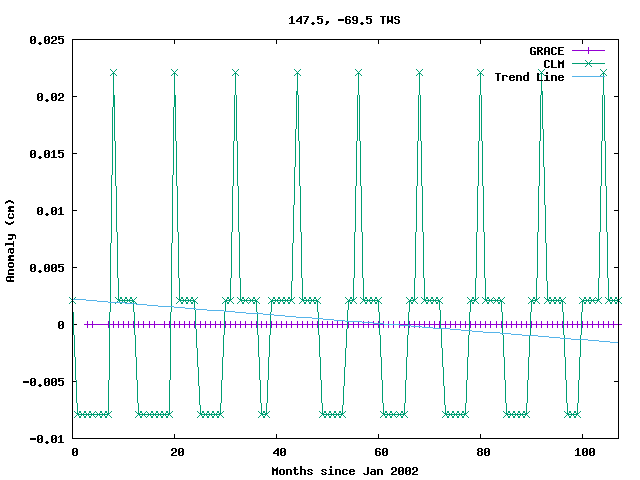 147.5, -69.5 TWS
GRACE
CLM
Trend Line
0.025
0.02
0.015
0.01
0.005
0
-0.005
-0.01
Anomaly (cm)
0 20 40 60 80 100
Months since Jan 2002